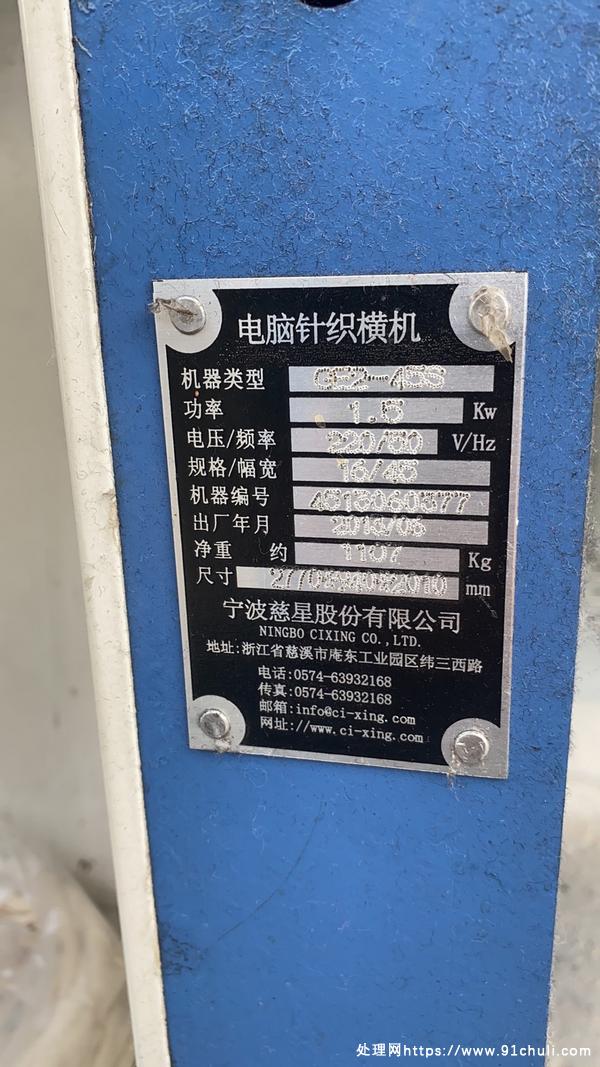 电脑针织横机
机器类型 GE2-45S
功率 1.5 Kw
电压/频率 220/50 V/Hz
规格/幅宽 16/45
机器编号
出厂年月 2013/06
净重 约 1107 Kg
尺寸 mm
宁波慈星股份有限公司
NINGBO CIXING CO.,LTD.
地址:浙江省慈溪市庵东工业园区纬三西路
电话:0574-63932168
传真:0574-63932168
邮箱:info@ci-xing.com
网址://www.ci-xing.com
处理网https://www.91chuli.com